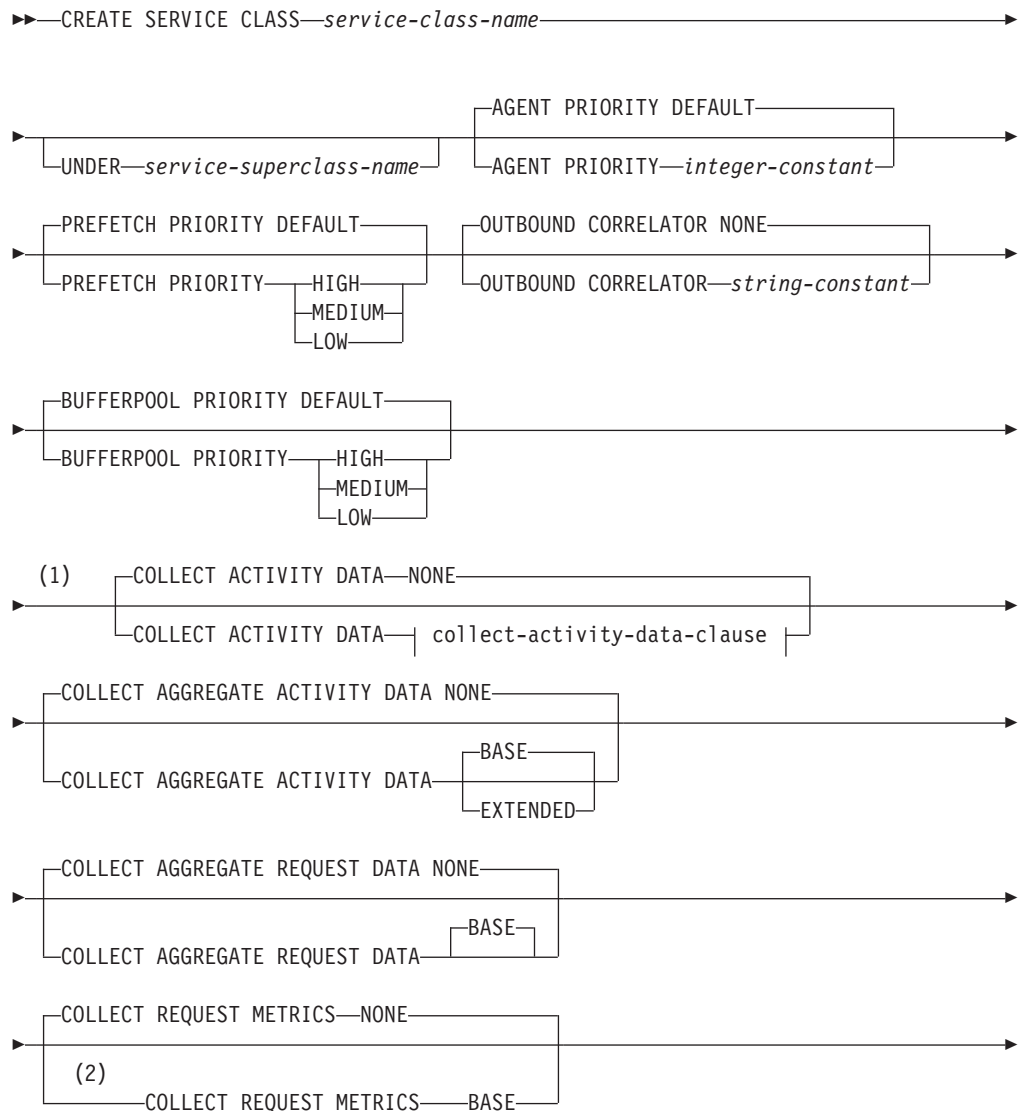 CREATE SERVICE CLASS service-class-name
AGENT PRIORITY DEFAULT
UNDER service-superclass-name AGENT PRIORITY integer-constant
PREFETCH PRIORITY DEFAULT OUTBOUND CORRELATOR NONE
PREFETCH PRIORITY HIGH OUTBOUND CORRELATOR string-constant
MEDIUM
LOW
BUFFERPOOL PRIORITY DEFAULT
BUFFERPOOL PRIORITY HIGH
MEDIUM
LOW
(1) COLLECT ACTIVITY DATA NONE
COLLECT ACTIVITY DATA collect-activity-data-clause
COLLECT AGGREGATE ACTIVITY DATA NONE
BASE
COLLECT AGGREGATE ACTIVITY DATA
EXTENDED
COLLECT AGGREGATE REQUEST DATA NONE
BASE
COLLECT AGGREGATE REQUEST DATA
COLLECT REQUEST METRICS NONE
(2)
COLLECT REQUEST METRICS BASE